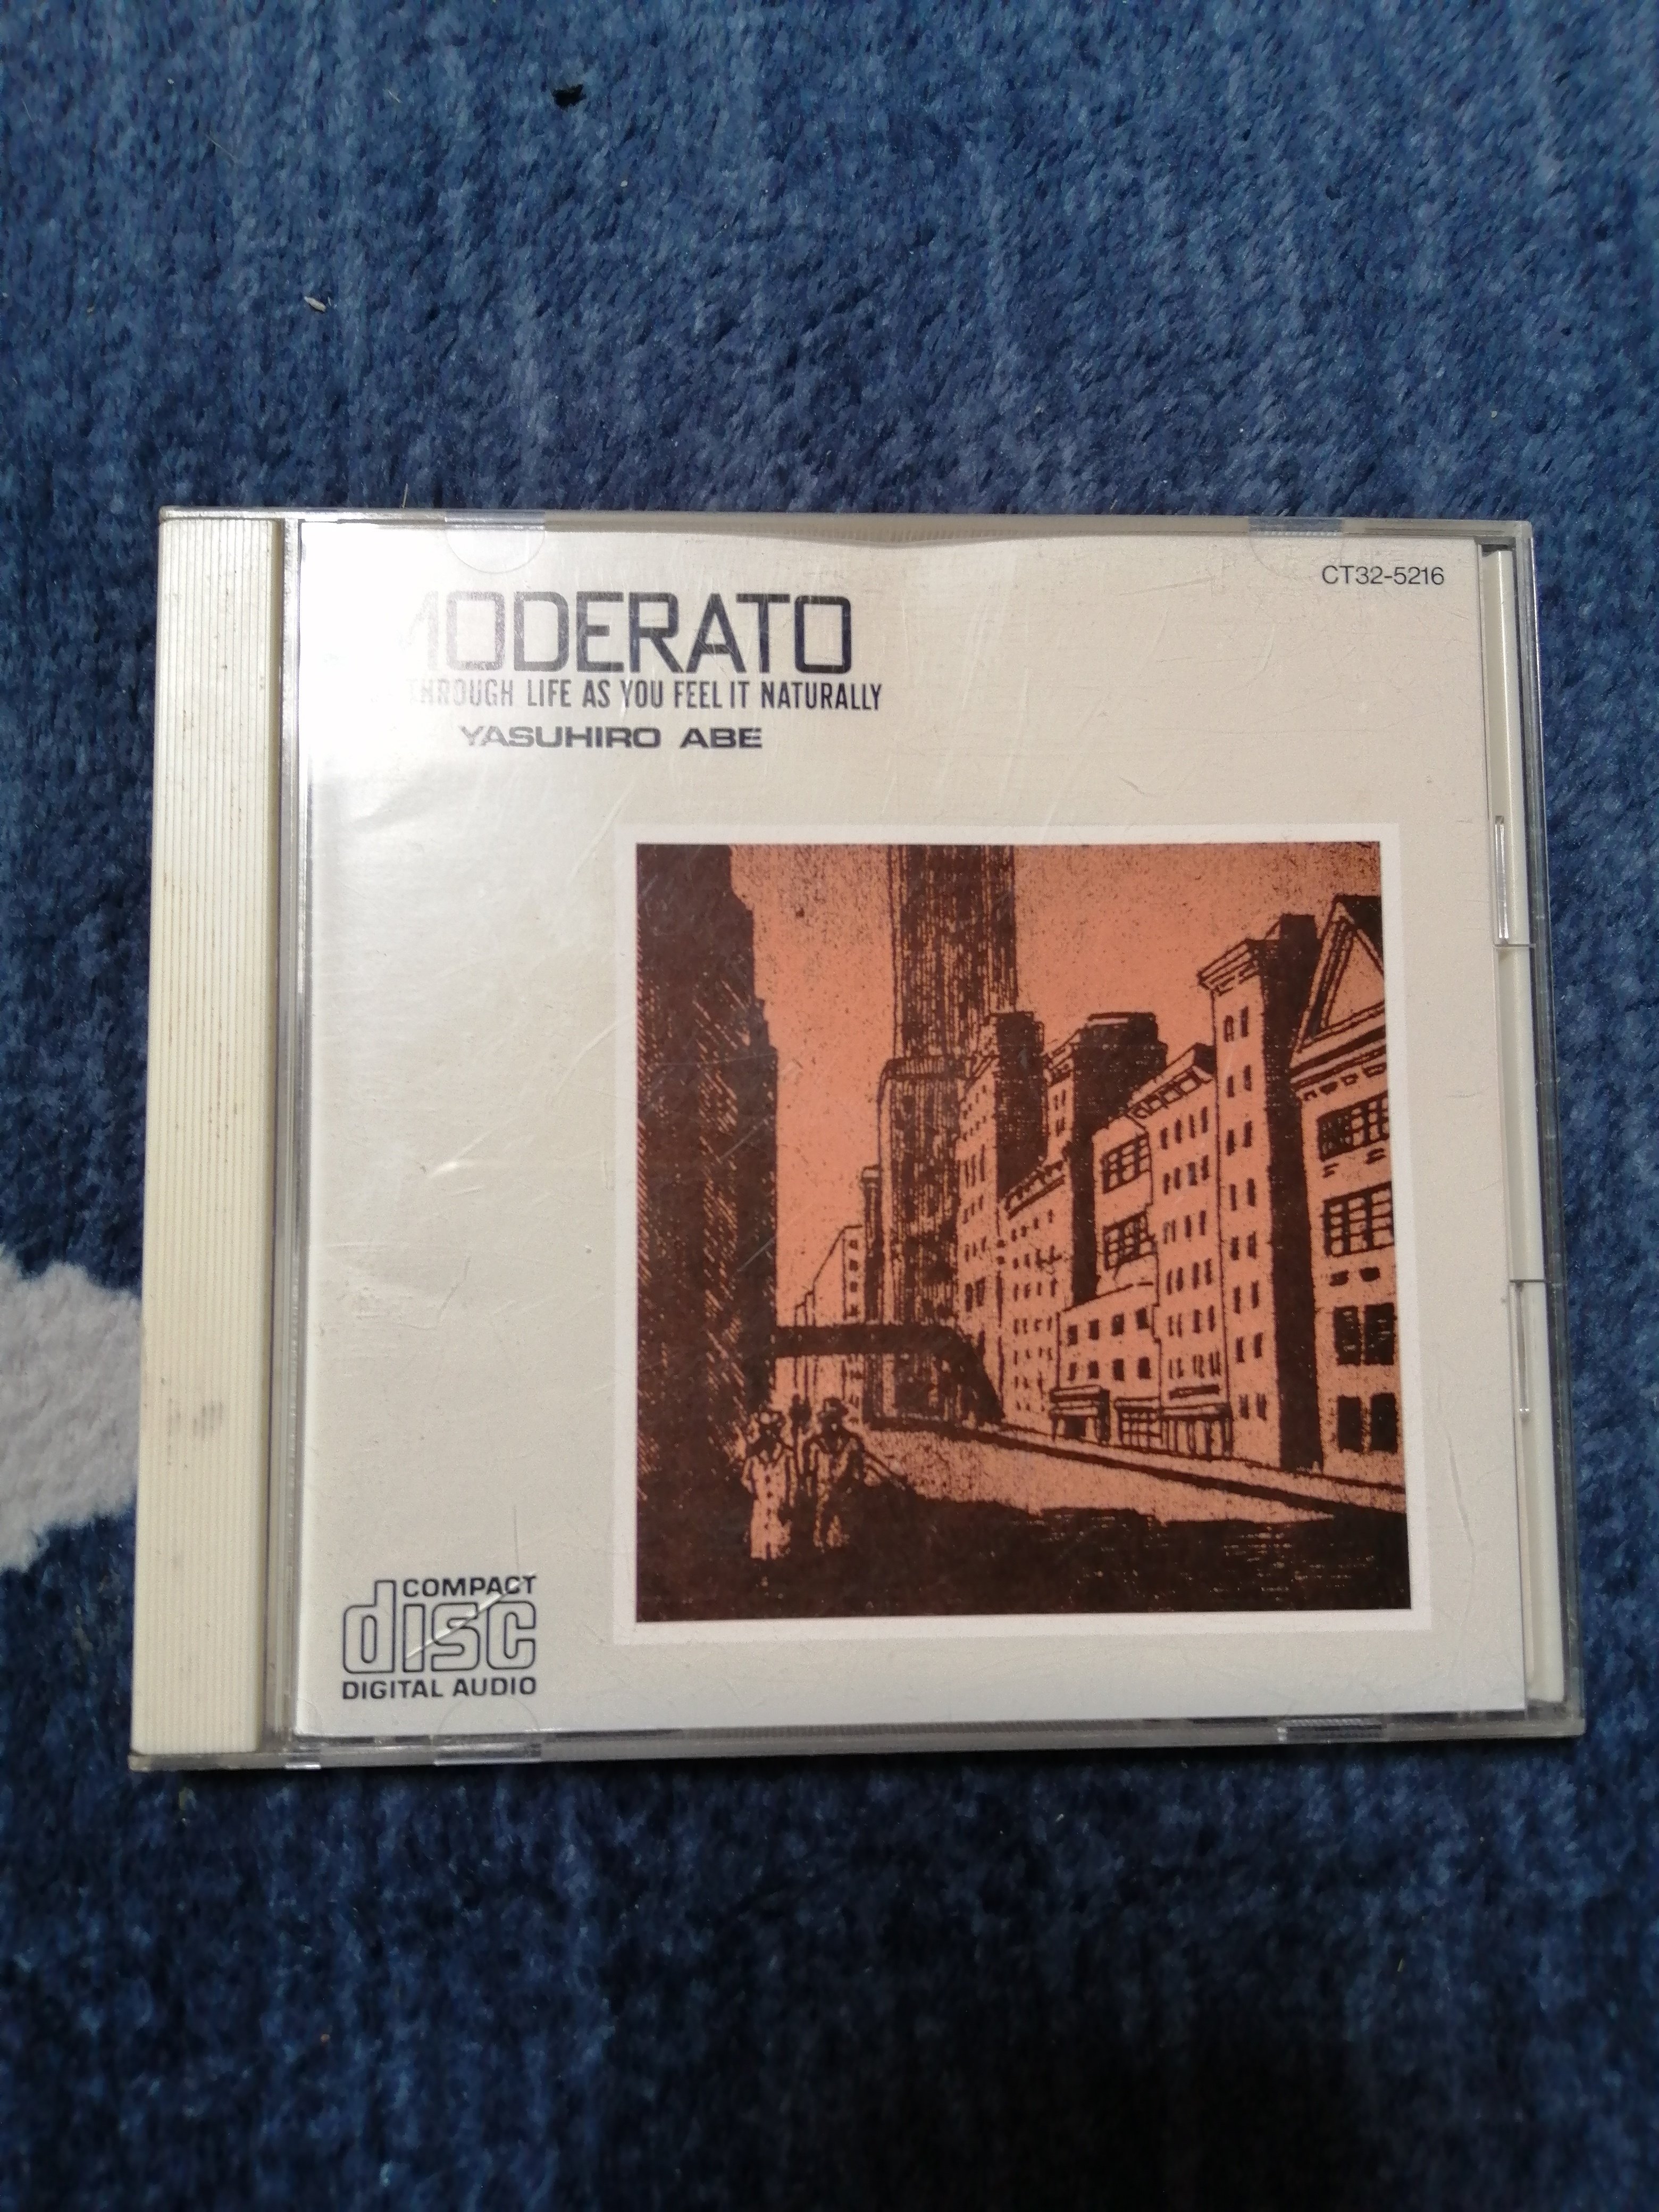 CT32-5216
MODERATO
THROUGH LIFE AS YOU FEEL IT NATURALLY
YASUHIRO ABE
COMPACT
disc
DIGITAL AUDIO